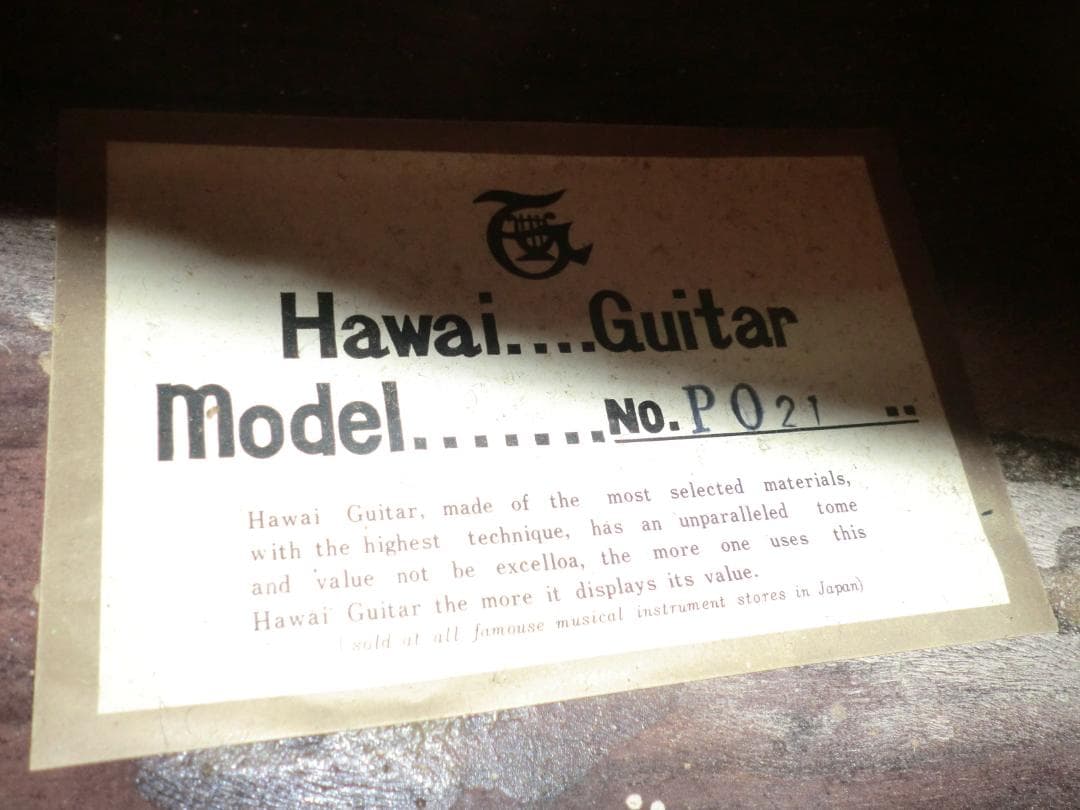 Hawai....Guitar
Model........No. PO21 ..
Hawai Guitar, made of the most selected materials,
with the highest technique, has an unparalleled tome
and value not be excelloa, the more one uses this
Hawai Guitar the more it displays its value.
(sold at all famouse musical instrument stores in Japan)